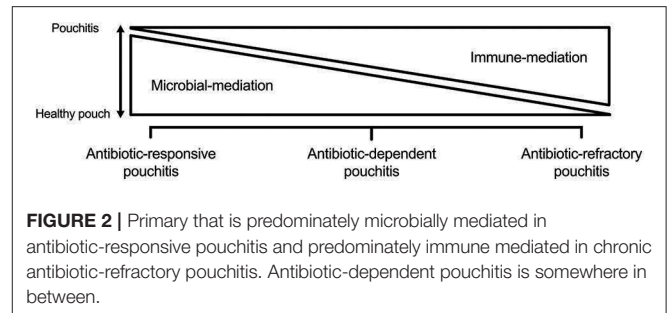 Pouchitis
Immune-mediation
Microbial-mediation
Healthy pouch
Antibiotic-responsive
pouchitis
Antibiotic-dependent
pouchitis
Antibiotic-refractory
pouchitis
FIGURE 2 | Primary that is predominately microbially mediated in
antibiotic-responsive pouchitis and predominately immune mediated in chronic
antibiotic-refractory pouchitis. Antibiotic-dependent pouchitis is somewhere in
between.